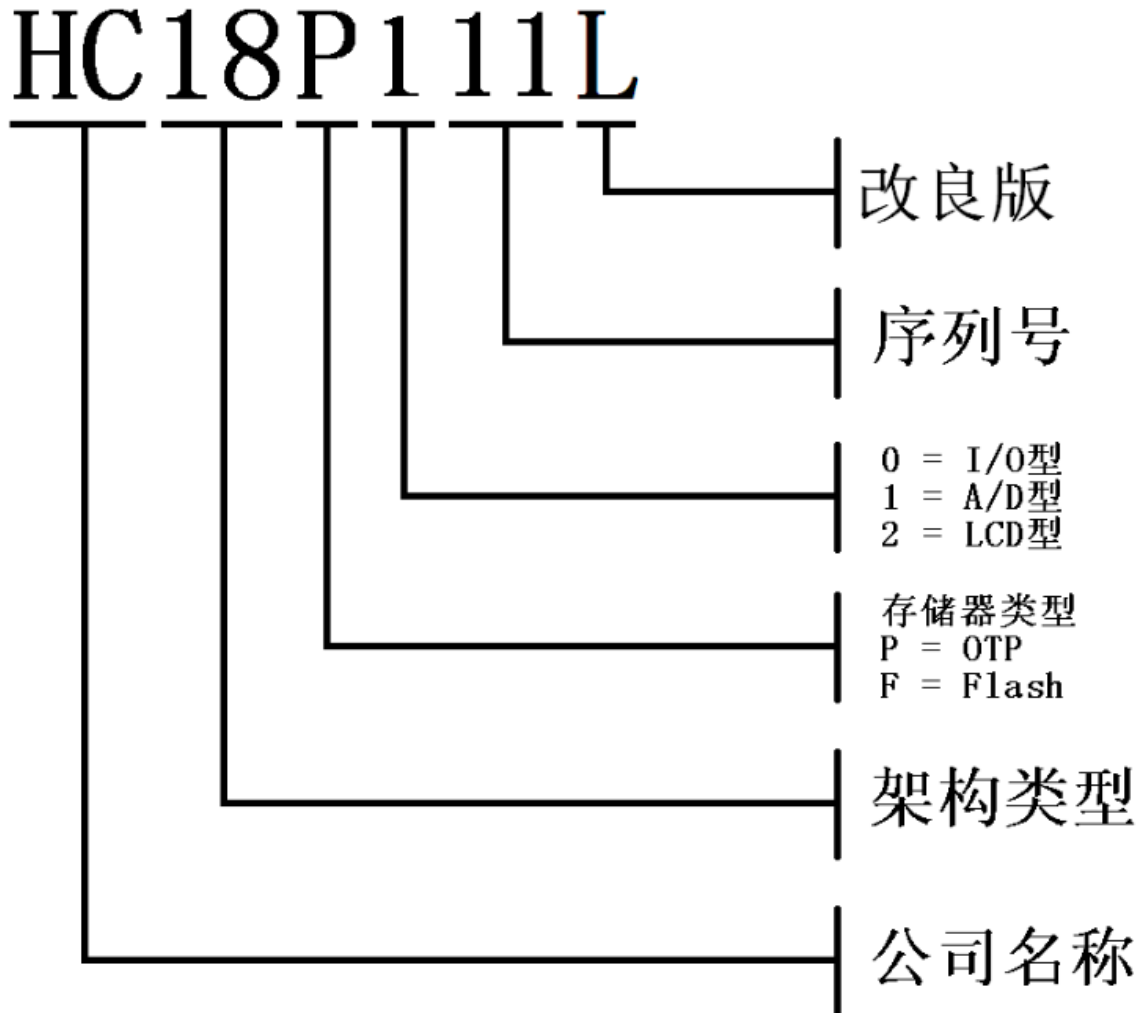 HC18P111L
改良版
序列号
0 = I/O型
1 = A/D型
2 = LCD型
存储器类型
P = OTP
F = Flash
架构类型
公司名称